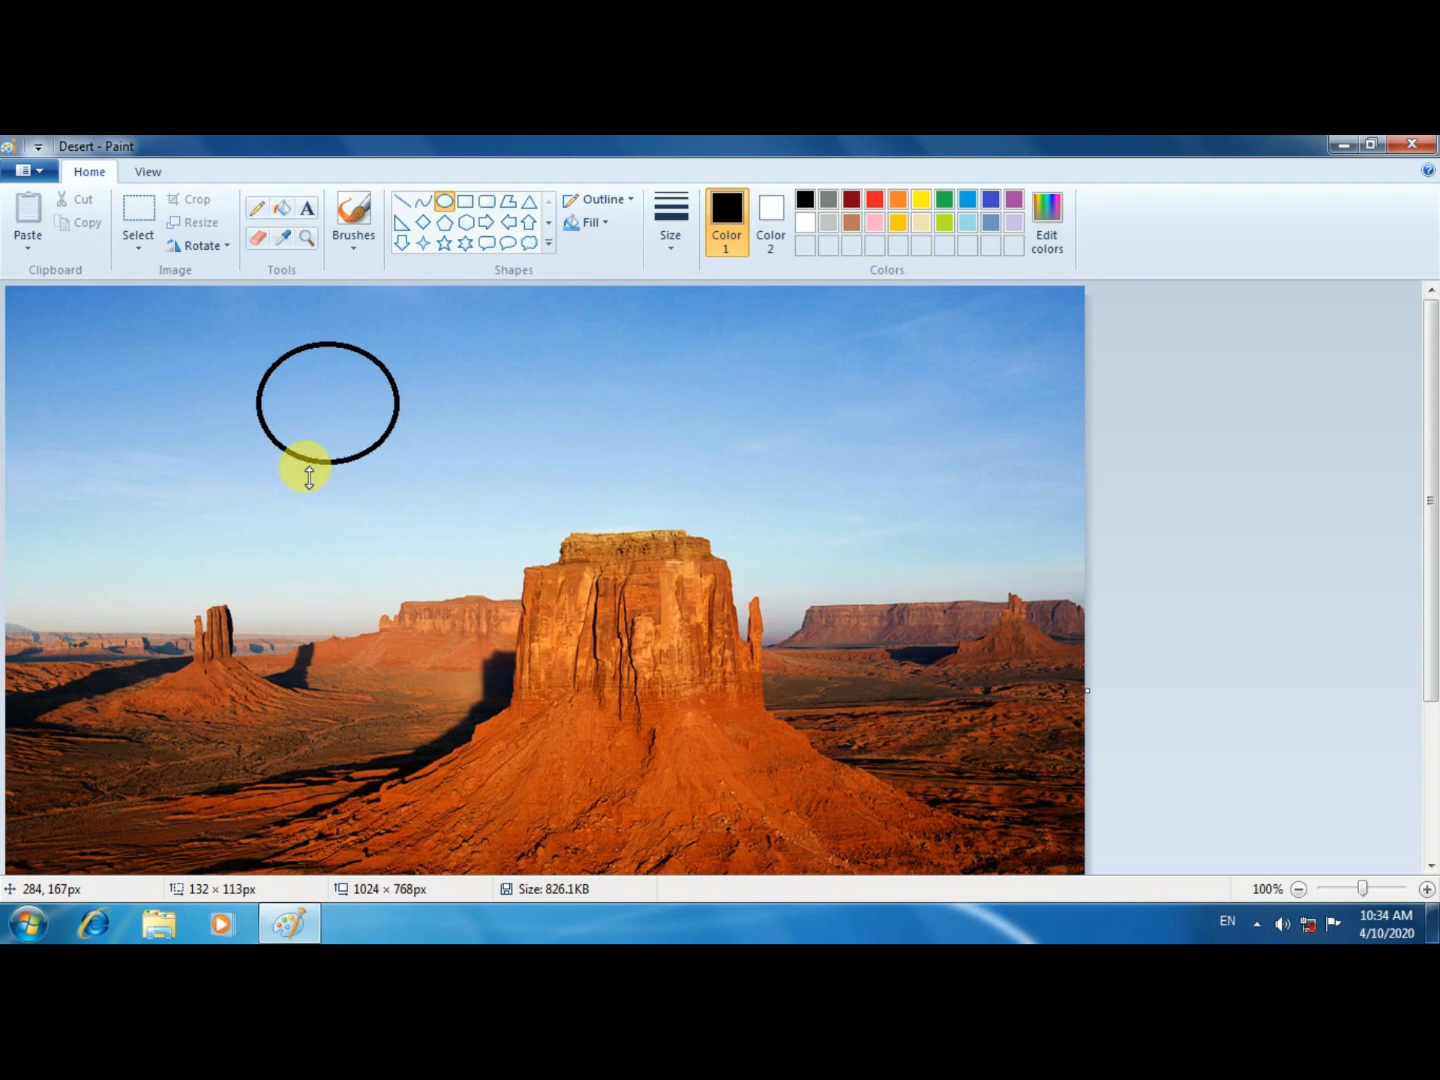 Desert - Paint
Home View
Paste
Cut
Copy
Clipboard
Select
Crop
Resize
Rotate
Image
A
Tools
Brushes
Outline
Fill
Shapes
Size
Color 1
Color 2
Edit colors
Colors
284, 167px 132 × 113px 1024 × 768px Size: 826.1KB 100%
EN 10:34 AM
4/10/2020